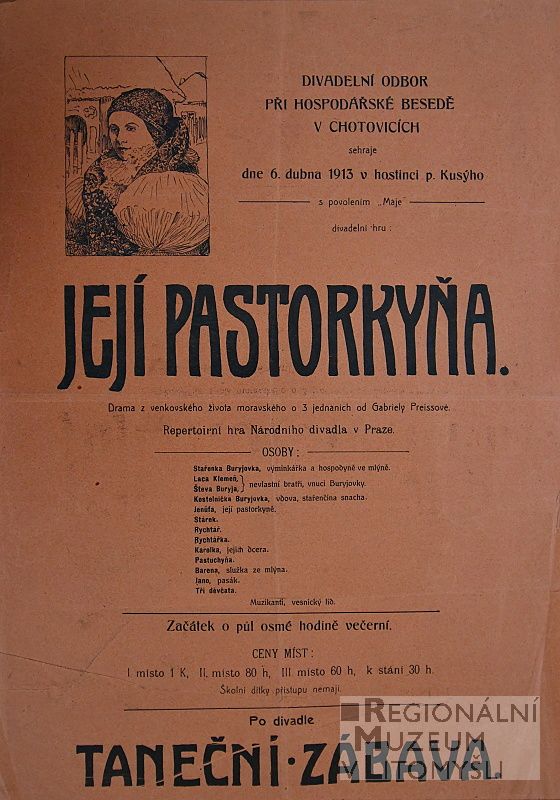 DIVADELNÍ ODBOR
PŘI HOSPODÁŘSKÉ BESEDĚ
V CHOTOVICÍCH
sehraje
dne 6. dubna 1913 v hostinci p. Kusýho
s povolením „Maje"
divadelní hru:
JEJÍ PASTORKYŇA.
Drama z venkovského života moravského o 3 jednaních od Gabriely Preissové.
Repertoirní hra Národního divadla v Praze.
OSOBY:
Stařenka Buryjovka, výminkářka a hospodyně ve mlýně.
Laca Klemeň,
Števa Buryja,} nevlastní bratři, vnuci Buryjovky.
Kostelnička Buryjovka, vdova, stařenčina snacha.
Jenůfa, její pastorkyně.
Stárek.
Rychtář.
Rychtářka.
Karolka, jejich dcera.
Pastuchyňa.
Barena, služka ze mlýna.
Jano, pasák.
Tři děvčata.
Muzikanti, vesnický lid.
Začátek o půl osmé hodině večerní.
CENY MÍST:
I místo 1 K, II. místo 80 h, III místo 60 h, k stání 30 h.
Školní dítky přístupu nemají.
Po divadle
TANEČNÍ · ZÁBAVA.
REGIONÁLNÍ
MUZEUM
V LITOMYŠLI